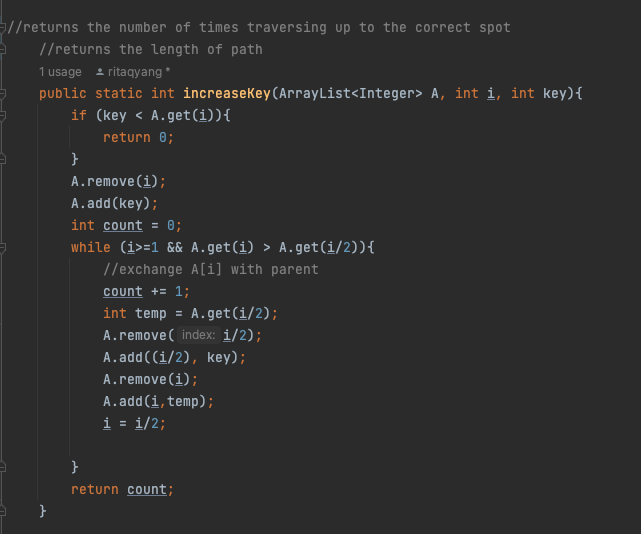 //returns the number of times traversing up to the correct spot
//returns the length of path
1 usage ritaqyang *
public static int increaseKey(ArrayList<Integer> A, int i, int key){
if (key < A.get(i)){
return 0;
}
A.remove(i);
A.add(key);
int count = 0;
while (i>=1 && A.get(i) > A.get(i/2)){
//exchange A[i] with parent
count += 1;
int temp = A.get(i/2);
A.remove( index: i/2);
A.add((i/2), key);
A.remove(i);
A.add(i,temp);
i = i/2;
}
return count;
}